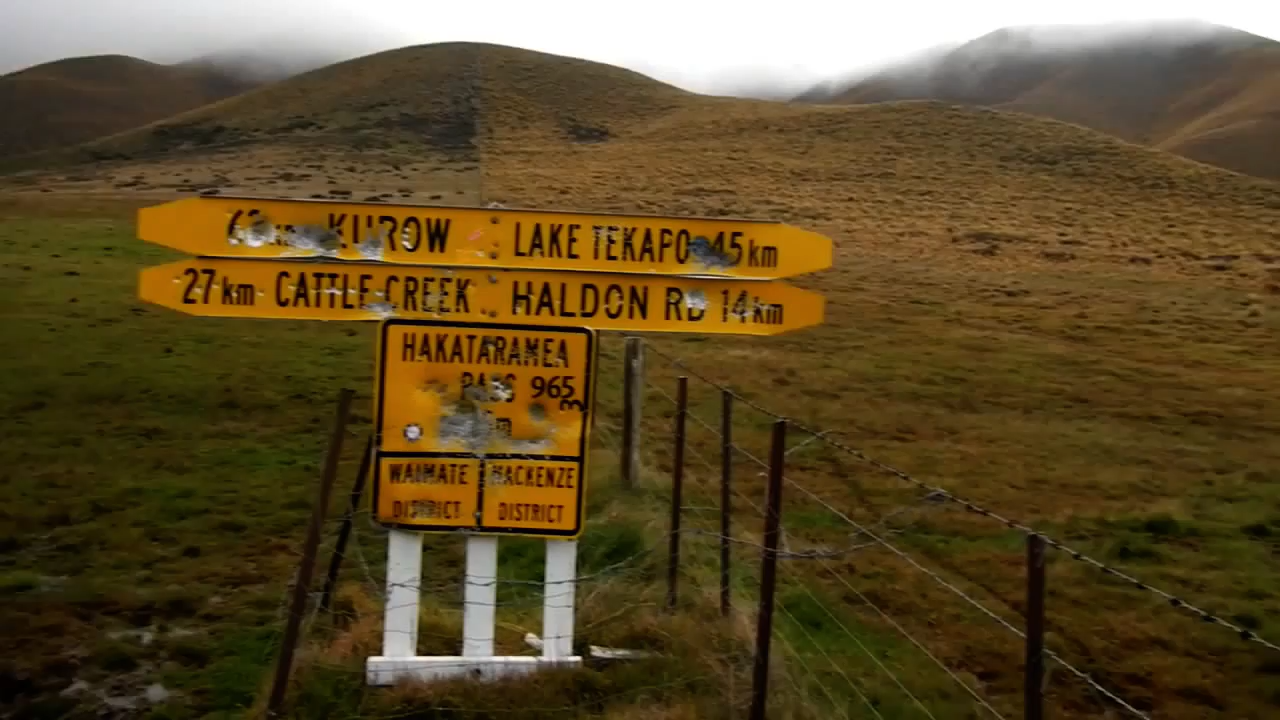 KUROW
LAKE TEKAPO 45 km
27 km CATTLE CREEK
HALDON RD 14 km
HAKATARAMEA
PASS 965
m
WAIMATE
DISTRICT
MACKENZIE
DISTRICT